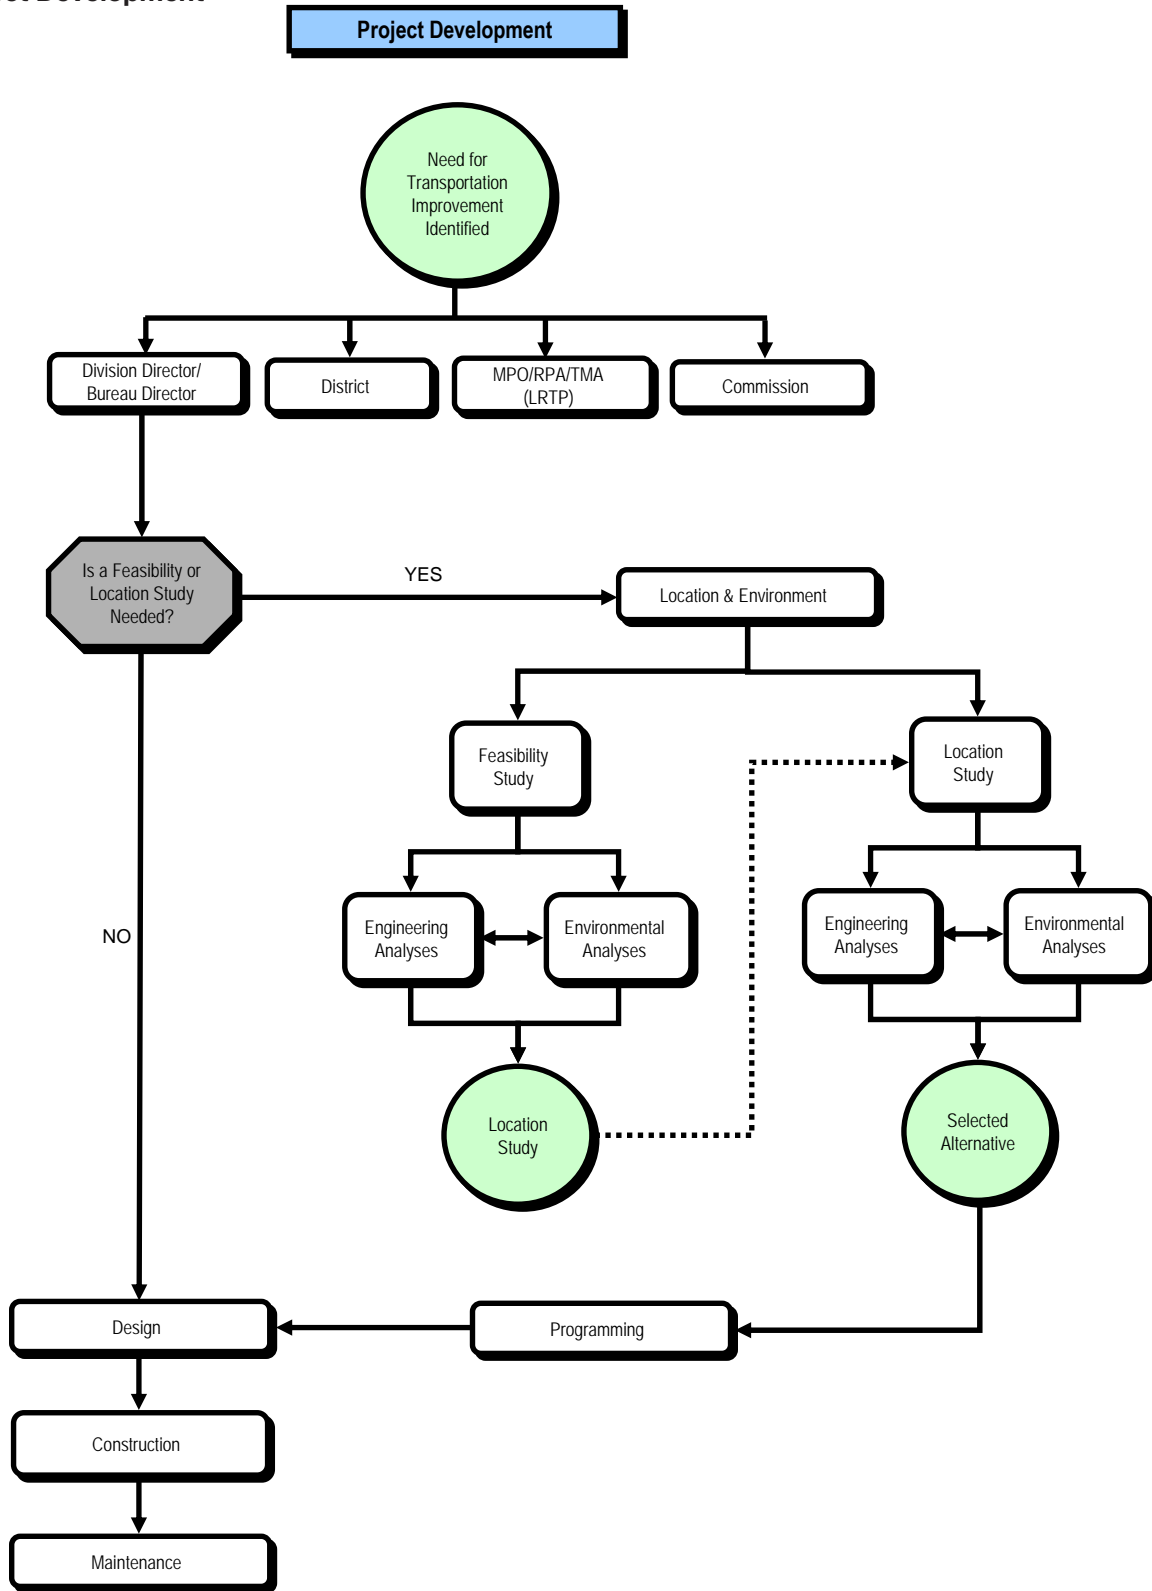 Project Development
Need for
Transportation
Improvement
Identified
Division Director/
Bureau Director
District
MPO/RPA/TMA
(LRTP)
Commission
Is a Feasibility or
Location Study
Needed?
YES
Location & Environment
Feasibility
Study
Location
Study
NO
Engineering
Analyses
Environmental
Analyses
Engineering
Analyses
Environmental
Analyses
Location
Study
Selected
Alternative
Design
Programming
Construction
Maintenance